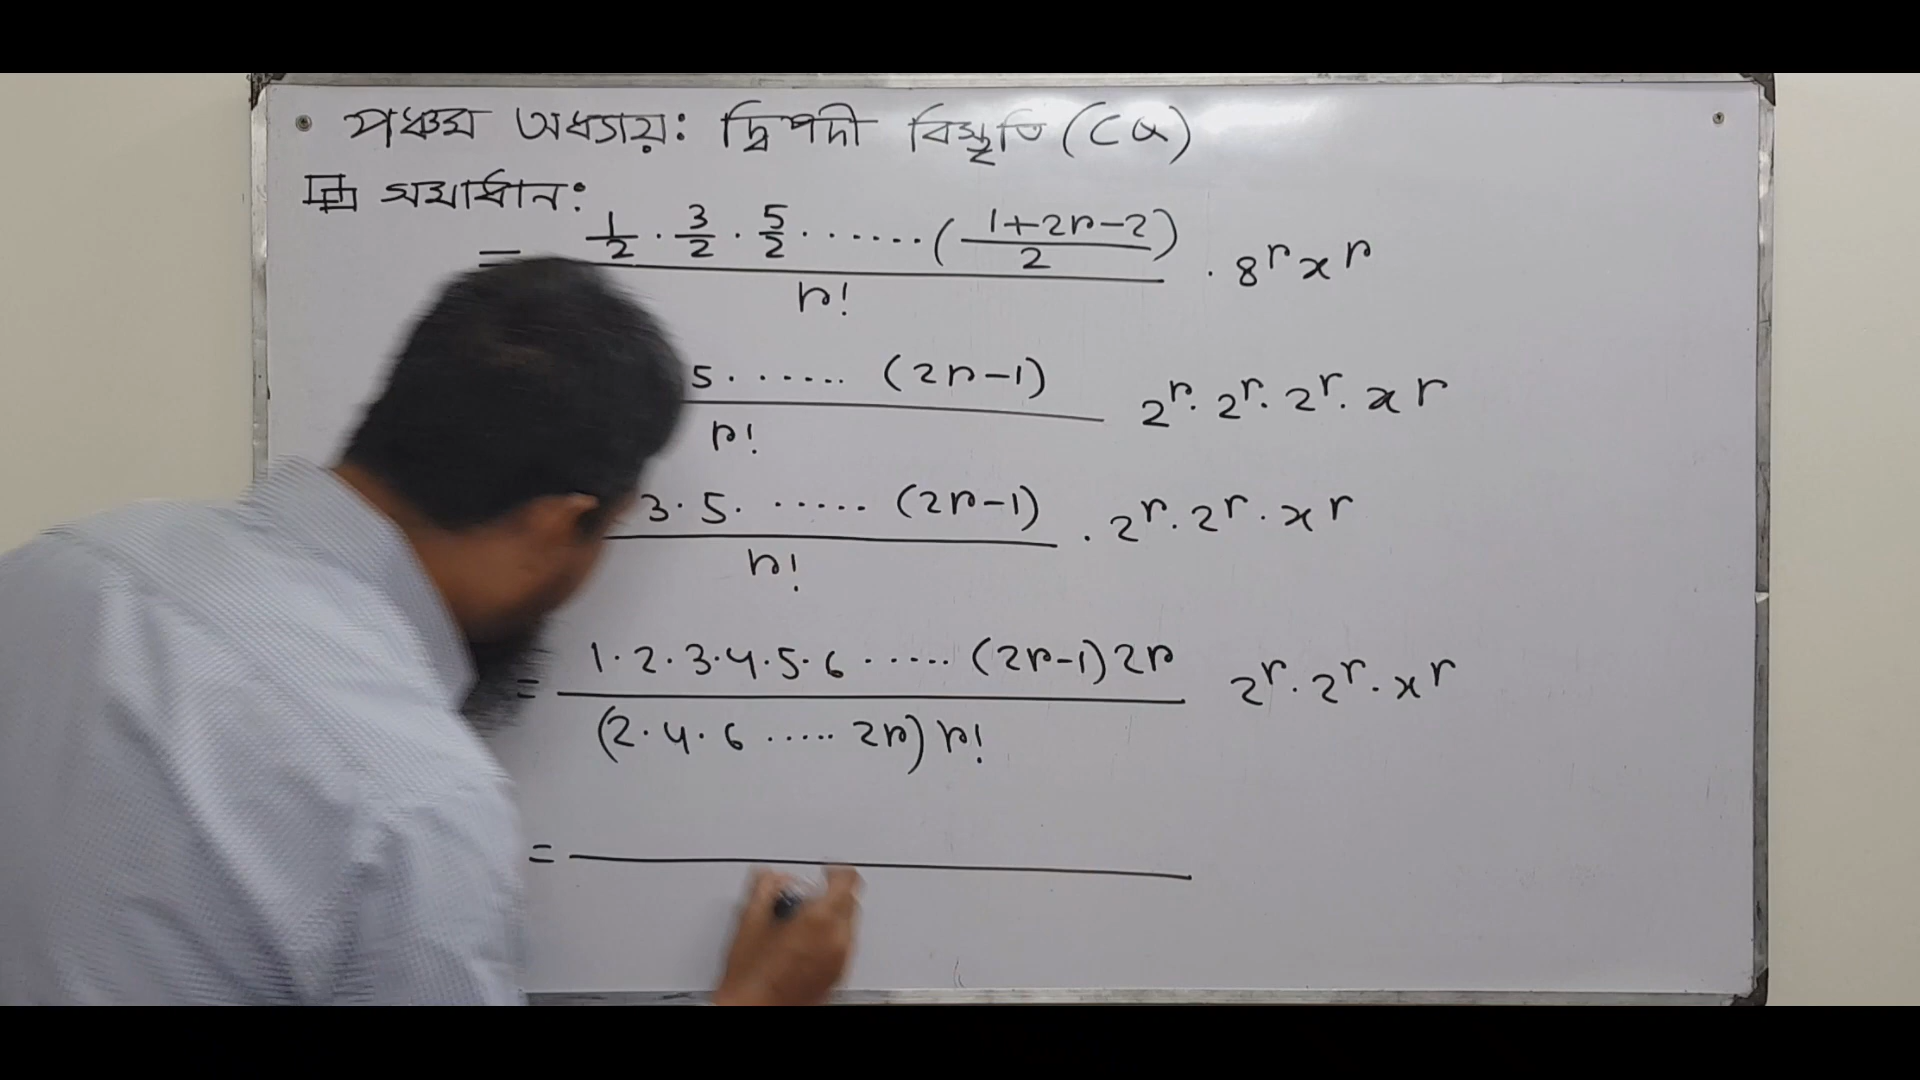 • পঞ্চম অধ্যায়: দ্বিপদী বিস্তৃতি (CQ)
সমাধান:
= 1/2 · 3/2 · 5/2 ······ ((1+2r-2)/2) / r! · 8^r x^r
5 ······ (2r-1) / r! 2^r · 2^r · 2^r · x^r
3 · 5 · ······ (2r-1) / r! · 2^r · 2^r · x^r
= 1·2·3·4·5·6 ······ (2r-1) 2r / (2·4·6 ····· 2r) r! 2^r · 2^r · x^r
=